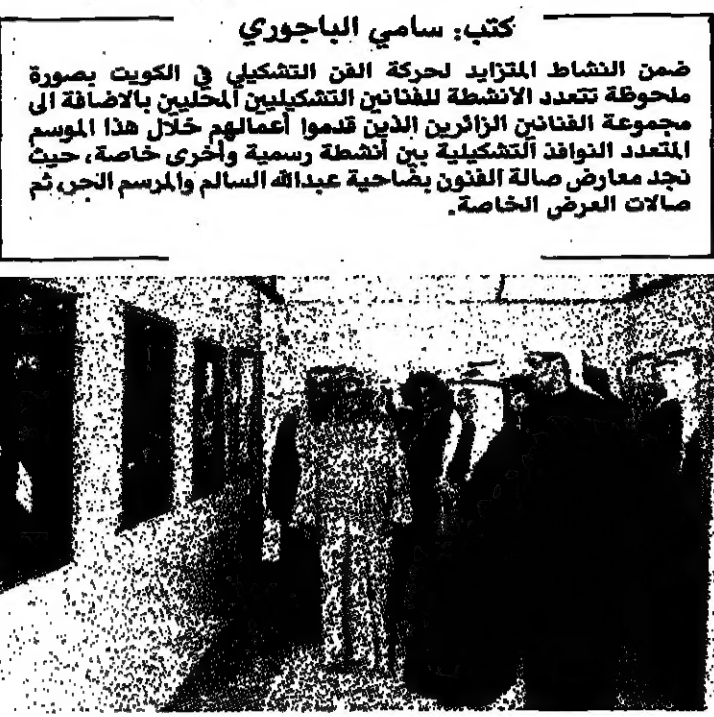 كتب: سامي الباجوري
ضمن النشاط المتزايد لحركة الفن التشكيلي في الكويت بصورة
ملحوظة تتعدد الانشطة للفنانين التشكيليين المحليين بالاضافة الى
مجموعة الفنانين الزائرين الذين قدموا أعمالهم خلال هذا الموسم
المتعدد النوافذ التشكيلية بين أنشطة رسمية وأخرى خاصة، حيث
نجد معارض صالة الفنون بضاحية عبدالله السالم والمرسم الحر، ثم
صالات العرض الخاصة.